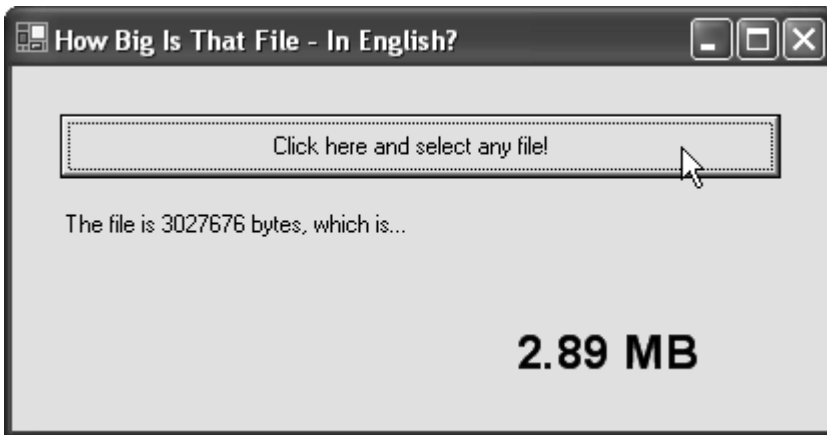 How Big Is That File - In English?
Click here and select any file!
The file is 3027676 bytes, which is...
2.89 MB